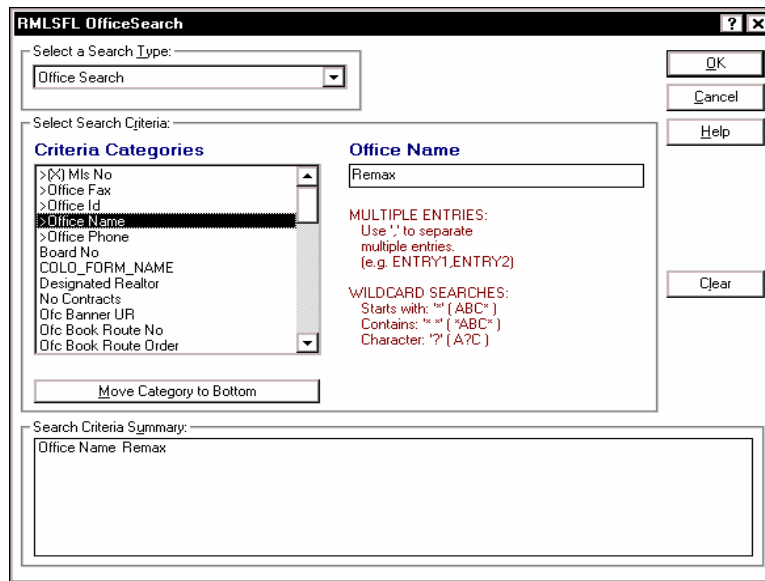 RMLSFL OfficeSearch
Select a Search Type:
Office Search
OK
Cancel
Help
Select Search Criteria:
Criteria Categories
>(X) Mls No
>Office Fax
>Office Id
>Office Name
>Office Phone
Board No
COLO_FORM_NAME
Designated Realtor
No Contracts
Ofc Banner UR
Ofc Book Route No
Ofc Book Route Order
Move Category to Bottom
Office Name
Remax
MULTIPLE ENTRIES:
Use ',' to separate
multiple entries.
(e.g. ENTRY1,ENTRY2)
WILDCARD SEARCHES:
Starts with: '*' ( ABC* )
Contains: '* *' ( *ABC* )
Character: '?' ( A?C )
Clear
Search Criteria Summary:
Office Name Remax